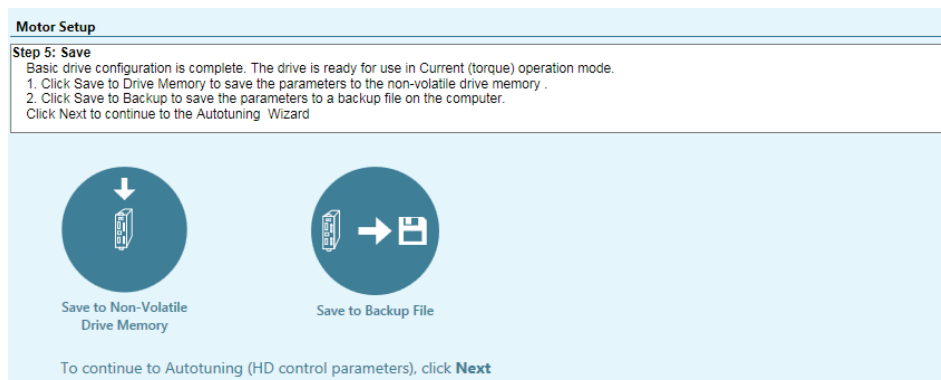 Motor Setup
Step 5: Save
Basic drive configuration is complete. The drive is ready for use in Current (torque) operation mode.
1. Click Save to Drive Memory to save the parameters to the non-volatile drive memory .
2. Click Save to Backup to save the parameters to a backup file on the computer.
Click Next to continue to the Autotuning  Wizard
Save to Non-Volatile
Drive Memory
Save to Backup File
To continue to Autotuning (HD control parameters), click Next